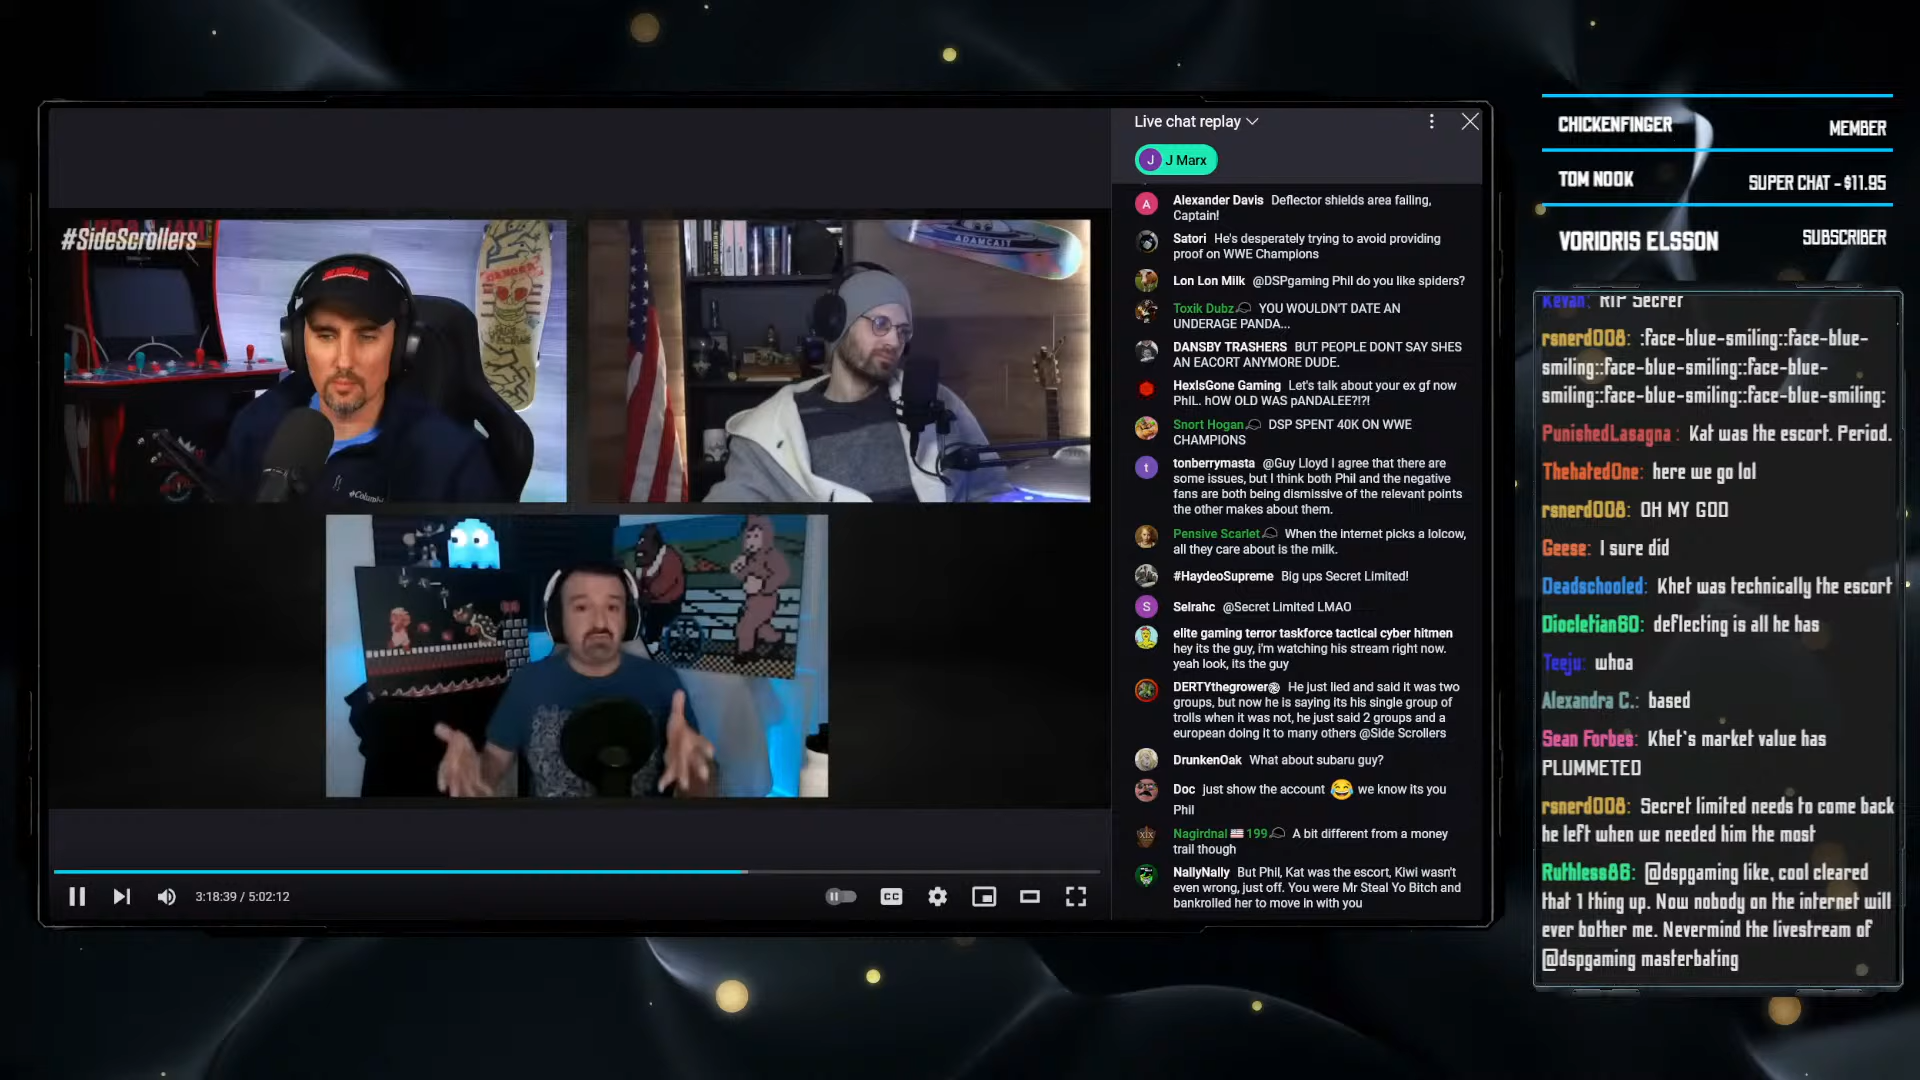 #SideScrollers
ADAMCAST
Columbia
3:18:39 / 5:02:12
CC
Live chat replay
J J Marx
A Alexander Davis Deflector shields area falling,
Captain!
Satori He's desperately trying to avoid providing
proof on WWE Champions
Lon Lon Milk @DSPgaming Phil do you like spiders?
Toxik Dubz YOU WOULDN'T DATE AN
UNDERAGE PANDA...
DANSBY TRASHERS BUT PEOPLE DONT SAY SHES
AN EACORT ANYMORE DUDE.
HexIsGone Gaming Let's talk about your ex gf now
PhIL. hOW OLD WAS pANDALEE?!?!
Snort Hogan DSP SPENT 40K ON WWE
CHAMPIONS
t tonberrymasta @Guy Lloyd I agree that there are
some issues, but I think both Phil and the negative
fans are both being dismissive of the relevant points
the other makes about them.
Pensive Scarlet When the internet picks a lolcow,
all they care about is the milk.
#HaydeoSupreme Big ups Secret Limited!
S Selrahc @Secret Limited LMAO
elite gaming terror taskforce tactical cyber hitmen
hey its the guy, i'm watching his stream right now.
yeah look, its the guy
DERTYthegrower He just lied and said it was two
groups, but now he is saying its his single group of
trolls when it was not, he just said 2 groups and a
european doing it to many others @Side Scrollers
DrunkenOak What about subaru guy?
Doc just show the account 😂 we know its you
Phil
Nagirdnal 🇺🇸 199 A bit different from a money
trail though
NallyNally But Phil, Kat was the escort, Kiwi wasn't
even wrong, just off. You were Mr Steal Yo Bitch and
bankrolled her to move in with you
CHICKENFINGER MEMBER
TOM NOOK SUPER CHAT - $11.95
VORIDRIS ELSSON SUBSCRIBER
Kevan: RIP Secret
rsnerd008: :face-blue-smiling::face-blue-
smiling::face-blue-smiling::face-blue-
smiling::face-blue-smiling::face-blue-smiling:
PunishedLasagna : Kat was the escort. Period.
ThehatedOne: here we go lol
rsnerd008: OH MY GOD
Geese: I sure did
Deadschooled: Khet was technically the escort
Diocletian60: deflecting is all he has
Teeju: whoa
Alexandra C.: based
Sean Forbes: Khet's market value has
PLUMMETED
rsnerd008: Secret limited needs to come back
he left when we needed him the most
Ruthless86: @dspgaming like, cool cleared
that 1 thing up. Now nobody on the internet will
ever bother me. Nevermind the livestream of
@dspgaming masterbating